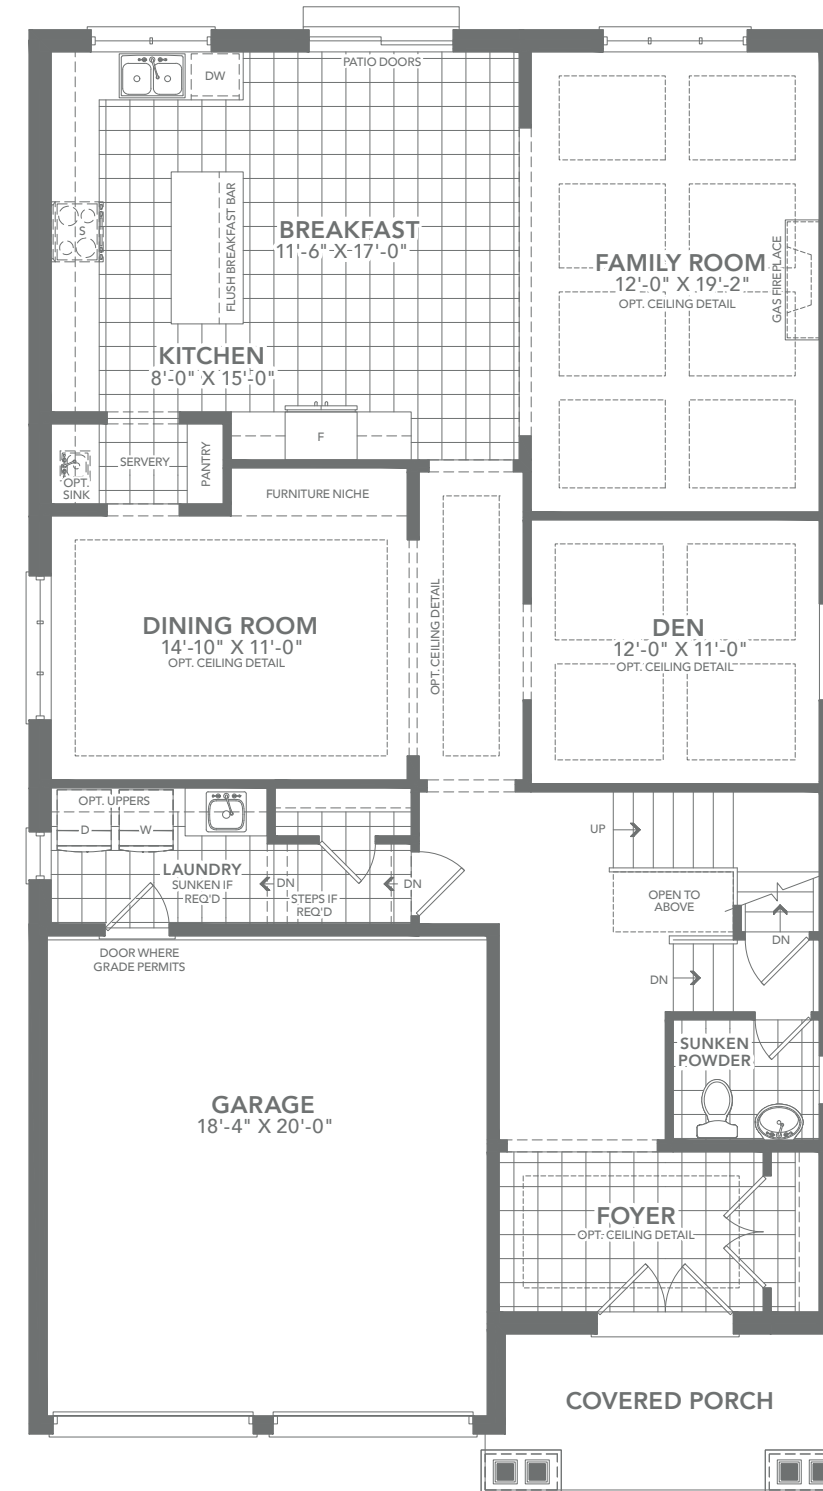 PATIO DOORS
DW
S
FLUSH BREAKFAST BAR
BREAKFAST
11'-6" X 17'-0"
KITCHEN
8'-0" X 15'-0"
FAMILY ROOM
12'-0" X 19'-2"
OPT. CEILING DETAIL
GAS FIREPLACE
F
OPT.
SINK
SERVERY
PANTRY
FURNITURE NICHE
DINING ROOM
14'-10" X 11'-0"
OPT. CEILING DETAIL
OPT. CEILING DETAIL
DEN
12'-0" X 11'-0"
OPT. CEILING DETAIL
OPT. UPPERS
D
W
LAUNDRY
SUNKEN IF
REQ'D
DN
STEPS IF
REQ'D
DN
UP
OPEN TO
ABOVE
DN
DN
DOOR WHERE
GRADE PERMITS
SUNKEN
POWDER
GARAGE
18'-4" X 20'-0"
FOYER
OPT. CEILING DETAIL
COVERED PORCH